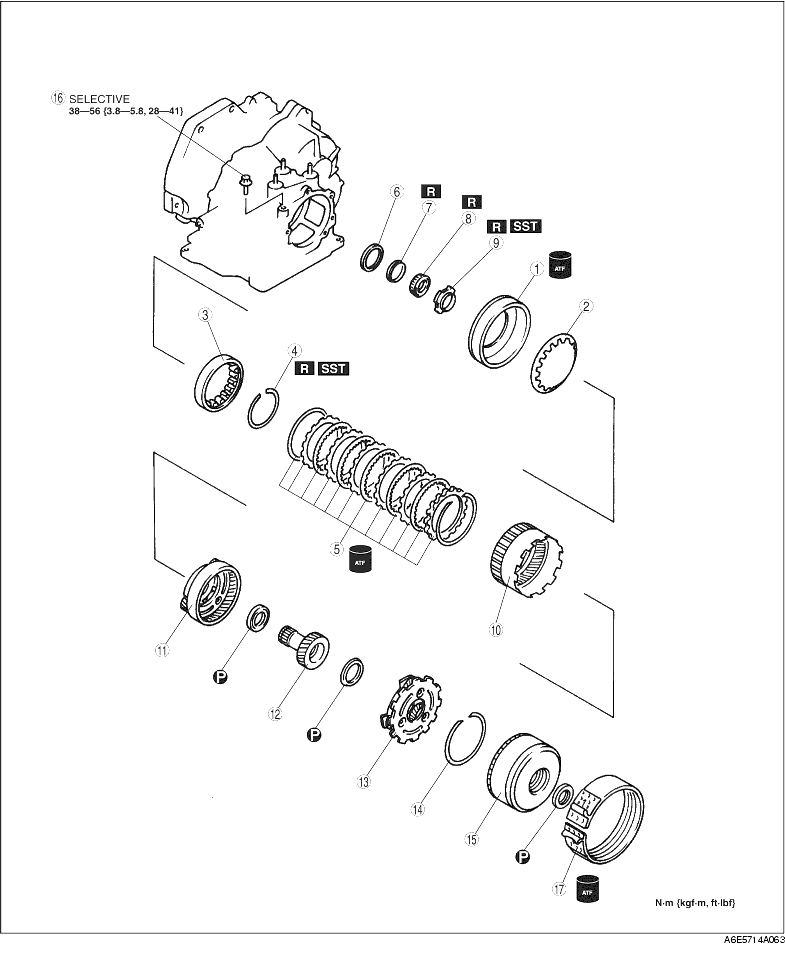 16 SELECTIVE
38—56 {3.8—5.8, 28—41}
6
R
7
R
8
R SST
9
1
ATF
2
3
4
R SST
5
ATF
10
11
P
12
P
13
14
15
P
17
ATF
N·m {kgf·m, ft·lbf}
A6E5714A063